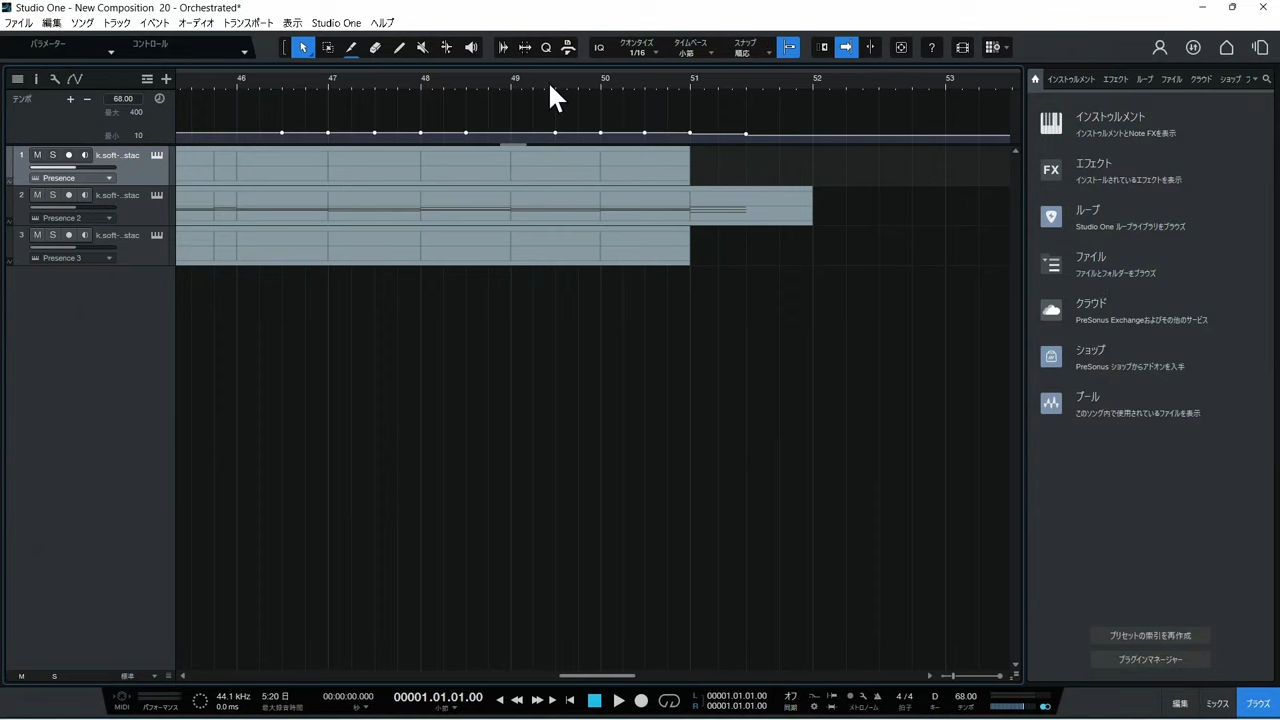 Studio One - New Composition  20 - Orchestrated*
ファイル 編集 ソング トラック イベント オーディオ トランスポート 表示 Studio One ヘルプ
パラメーター コントロール IQ クオンタイズ 1/16 タイムベース 小節 スナップ 順応 ?
46 47 48 49 50 51 52 53
インストゥルメント エフェクト ループ ファイル クラウド ショップ
テンポ + − 68.00
最大 400
最小 10
1 M S k.soft-..stac
Presence
2 M S k.soft-..stac
Presence 2
3 M S k.soft-..stac
Presence 3
インストゥルメント
インストゥルメントとNote FXを表示
FX エフェクト
インストールされているエフェクトを表示
ループ
Studio One ループライブラリをブラウズ
ファイル
ファイルとフォルダーをブラウズ
クラウド
PreSonus Exchangeおよびその他のサービス
ショップ
PreSonus ショップからアドオンを入手
プール
このソング内で使用されているファイルを表示
プリセットの索引を再作成
プラグインマネージャー
M S 標準
MIDI パフォーマンス
44.1 kHz
0.0 ms
5:20 日
最大録音時間
00:00:00.000
秒
00001.01.01.00
小節
L 00001.01.01.00
R 00001.01.01.00
オフ
同期
メトロノーム
4 / 4
拍子
D
キー
68.00
テンポ
編集 ミックス ブラウズ